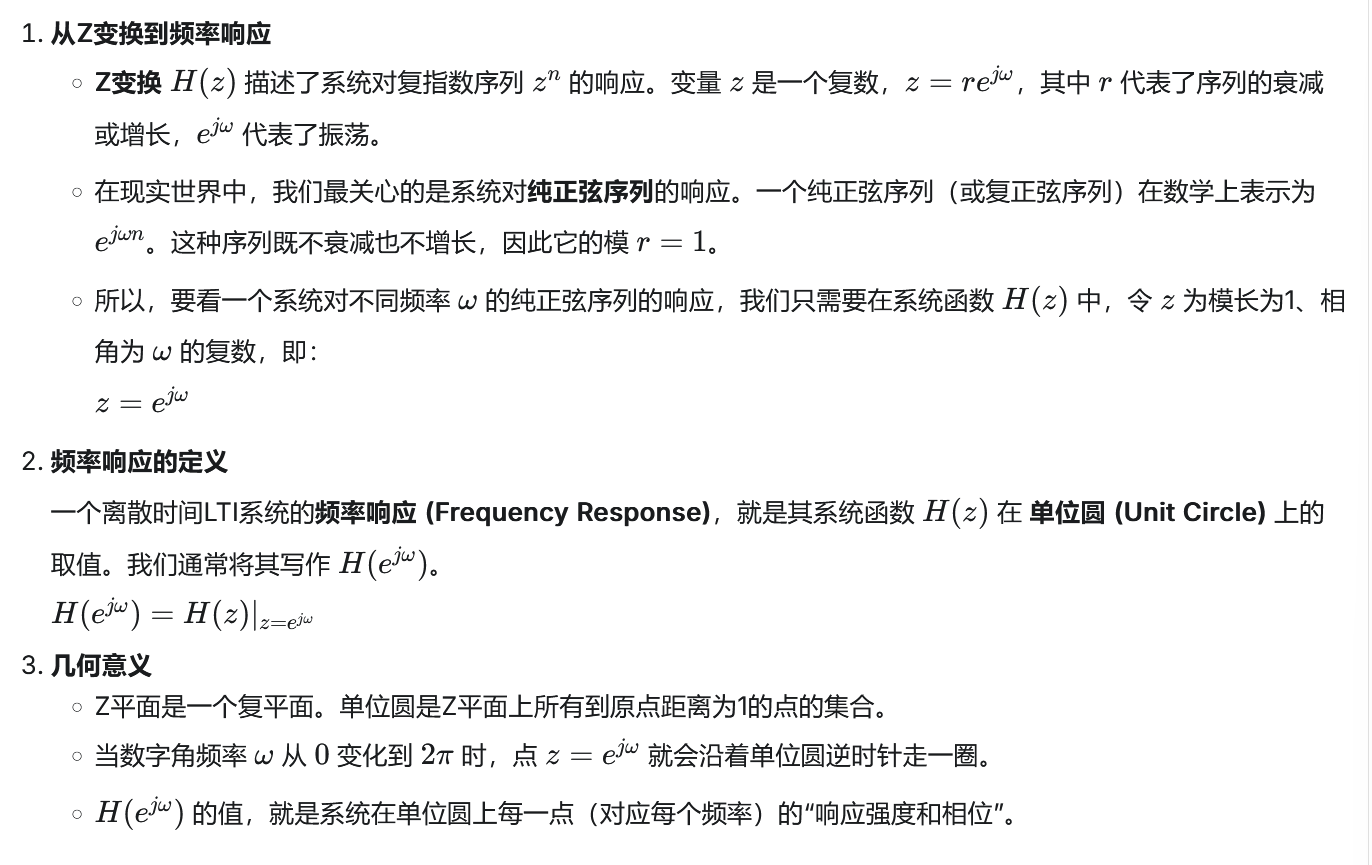 1. 从Z变换到频率响应
◦ Z变换 H(z) 描述了系统对复指数序列 zⁿ 的响应。变量 z 是一个复数，z = re^{jω}，其中 r 代表了序列的衰减
或增长，e^{jω} 代表了振荡。
◦ 在现实世界中，我们最关心的是系统对纯正弦序列的响应。一个纯正弦序列（或复正弦序列）在数学上表示为
e^{jωn}。这种序列既不衰减也不增长，因此它的模 r = 1。
◦ 所以，要看一个系统对不同频率 ω 的纯正弦序列的响应，我们只需要在系统函数 H(z) 中，令 z 为模长为1、相
角为 ω 的复数，即：
z = e^{jω}
2. 频率响应的定义
一个离散时间LTI系统的频率响应 (Frequency Response)，就是其系统函数 H(z) 在 单位圆 (Unit Circle) 上的
取值。我们通常将其写作 H(e^{jω})。
H(e^{jω}) = H(z)|_{z=e^{jω}}
3. 几何意义
◦ Z平面是一个复平面。单位圆是Z平面上所有到原点距离为1的点的集合。
◦ 当数字角频率 ω 从 0 变化到 2π 时，点 z = e^{jω} 就会沿着单位圆逆时针走一圈。
◦ H(e^{jω}) 的值，就是系统在单位圆上每一点（对应每个频率）的“响应强度和相位”。